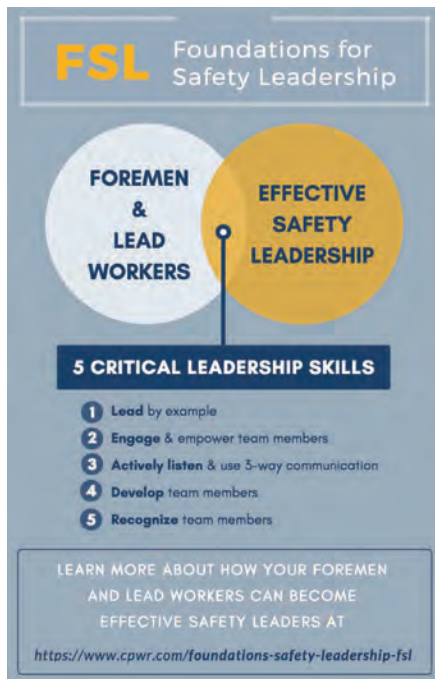 FSL Foundations for
Safety Leadership
FOREMEN
&
LEAD
WORKERS
EFFECTIVE
SAFETY
LEADERSHIP
5 CRITICAL LEADERSHIP SKILLS
1 Lead by example
2 Engage & empower team members
3 Actively listen & use 3-way communication
4 Develop team members
5 Recognize team members
LEARN MORE ABOUT HOW YOUR FOREMEN
AND LEAD WORKERS CAN BECOME
EFFECTIVE SAFETY LEADERS AT
https://www.cpwr.com/foundations-safety-leadership-fsl